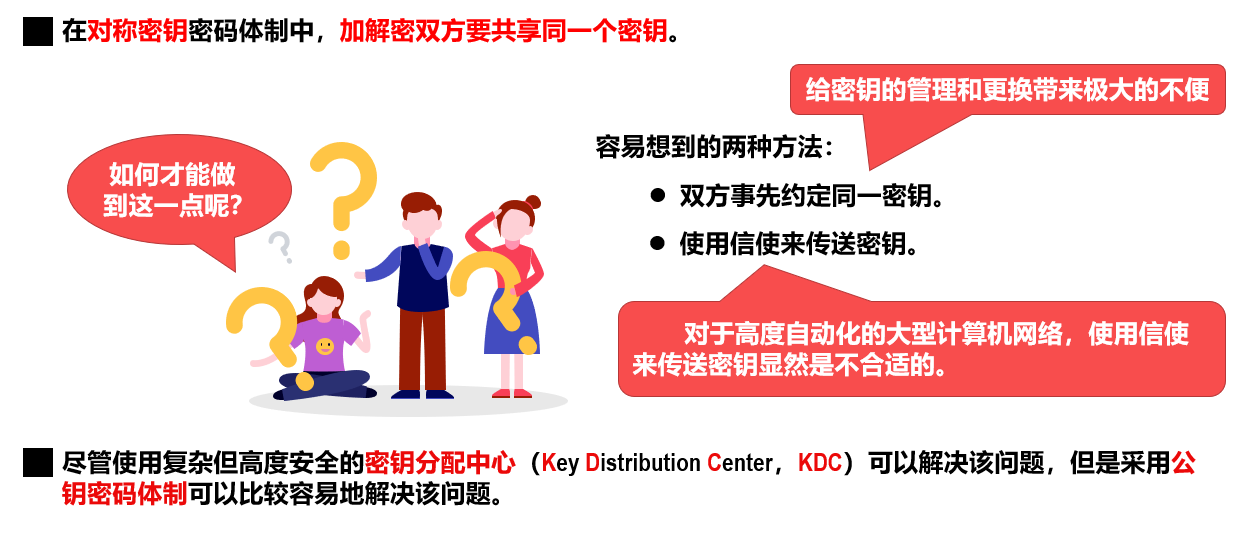 在对称密钥密码体制中，加解密双方要共享同一个密钥。
给密钥的管理和更换带来极大的不便
如何才能做
到这一点呢？
容易想到的两种方法：
● 双方事先约定同一密钥。
● 使用信使来传送密钥。
对于高度自动化的大型计算机网络，使用信使
来传送密钥显然是不合适的。
尽管使用复杂但高度安全的密钥分配中心（Key Distribution Center，KDC）可以解决该问题，但是采用公
钥密码体制可以比较容易地解决该问题。